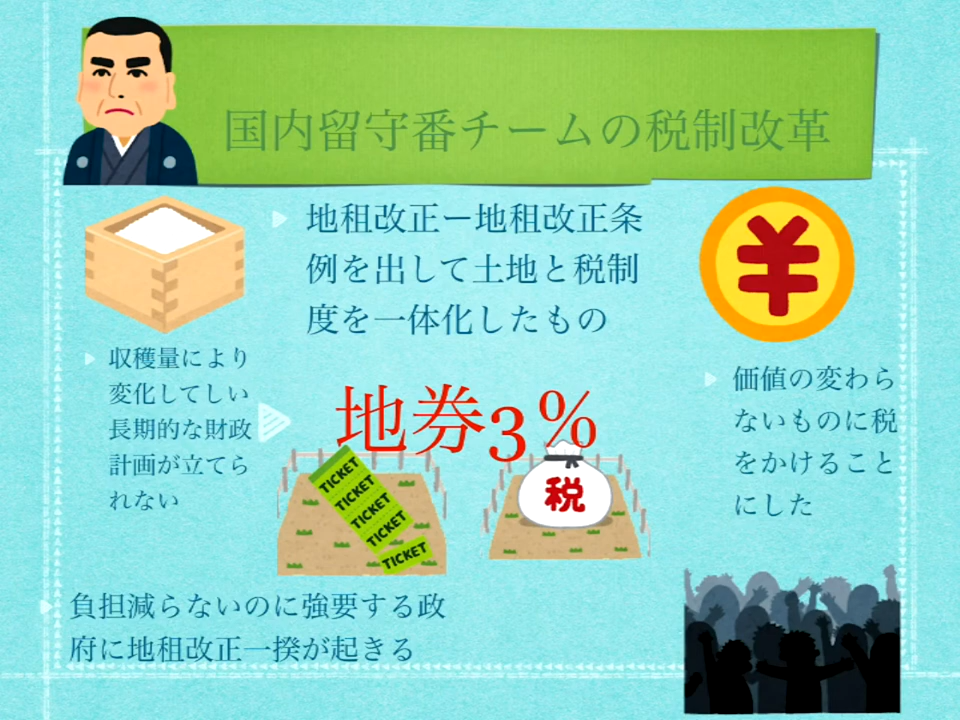 国内留守番チームの税制改革
地租改正ー地租改正条
例を出して土地と税制
度を一体化したもの
収穫量により
変化してしい
長期的な財政
計画が立てら
れない
地券3%
価値の変わら
ないものに税
をかけること
にした
TICKET
TICKET
TICKET
TICKET
TICKET
税
負担減らないのに強要する政
府に地租改正一揆が起きる